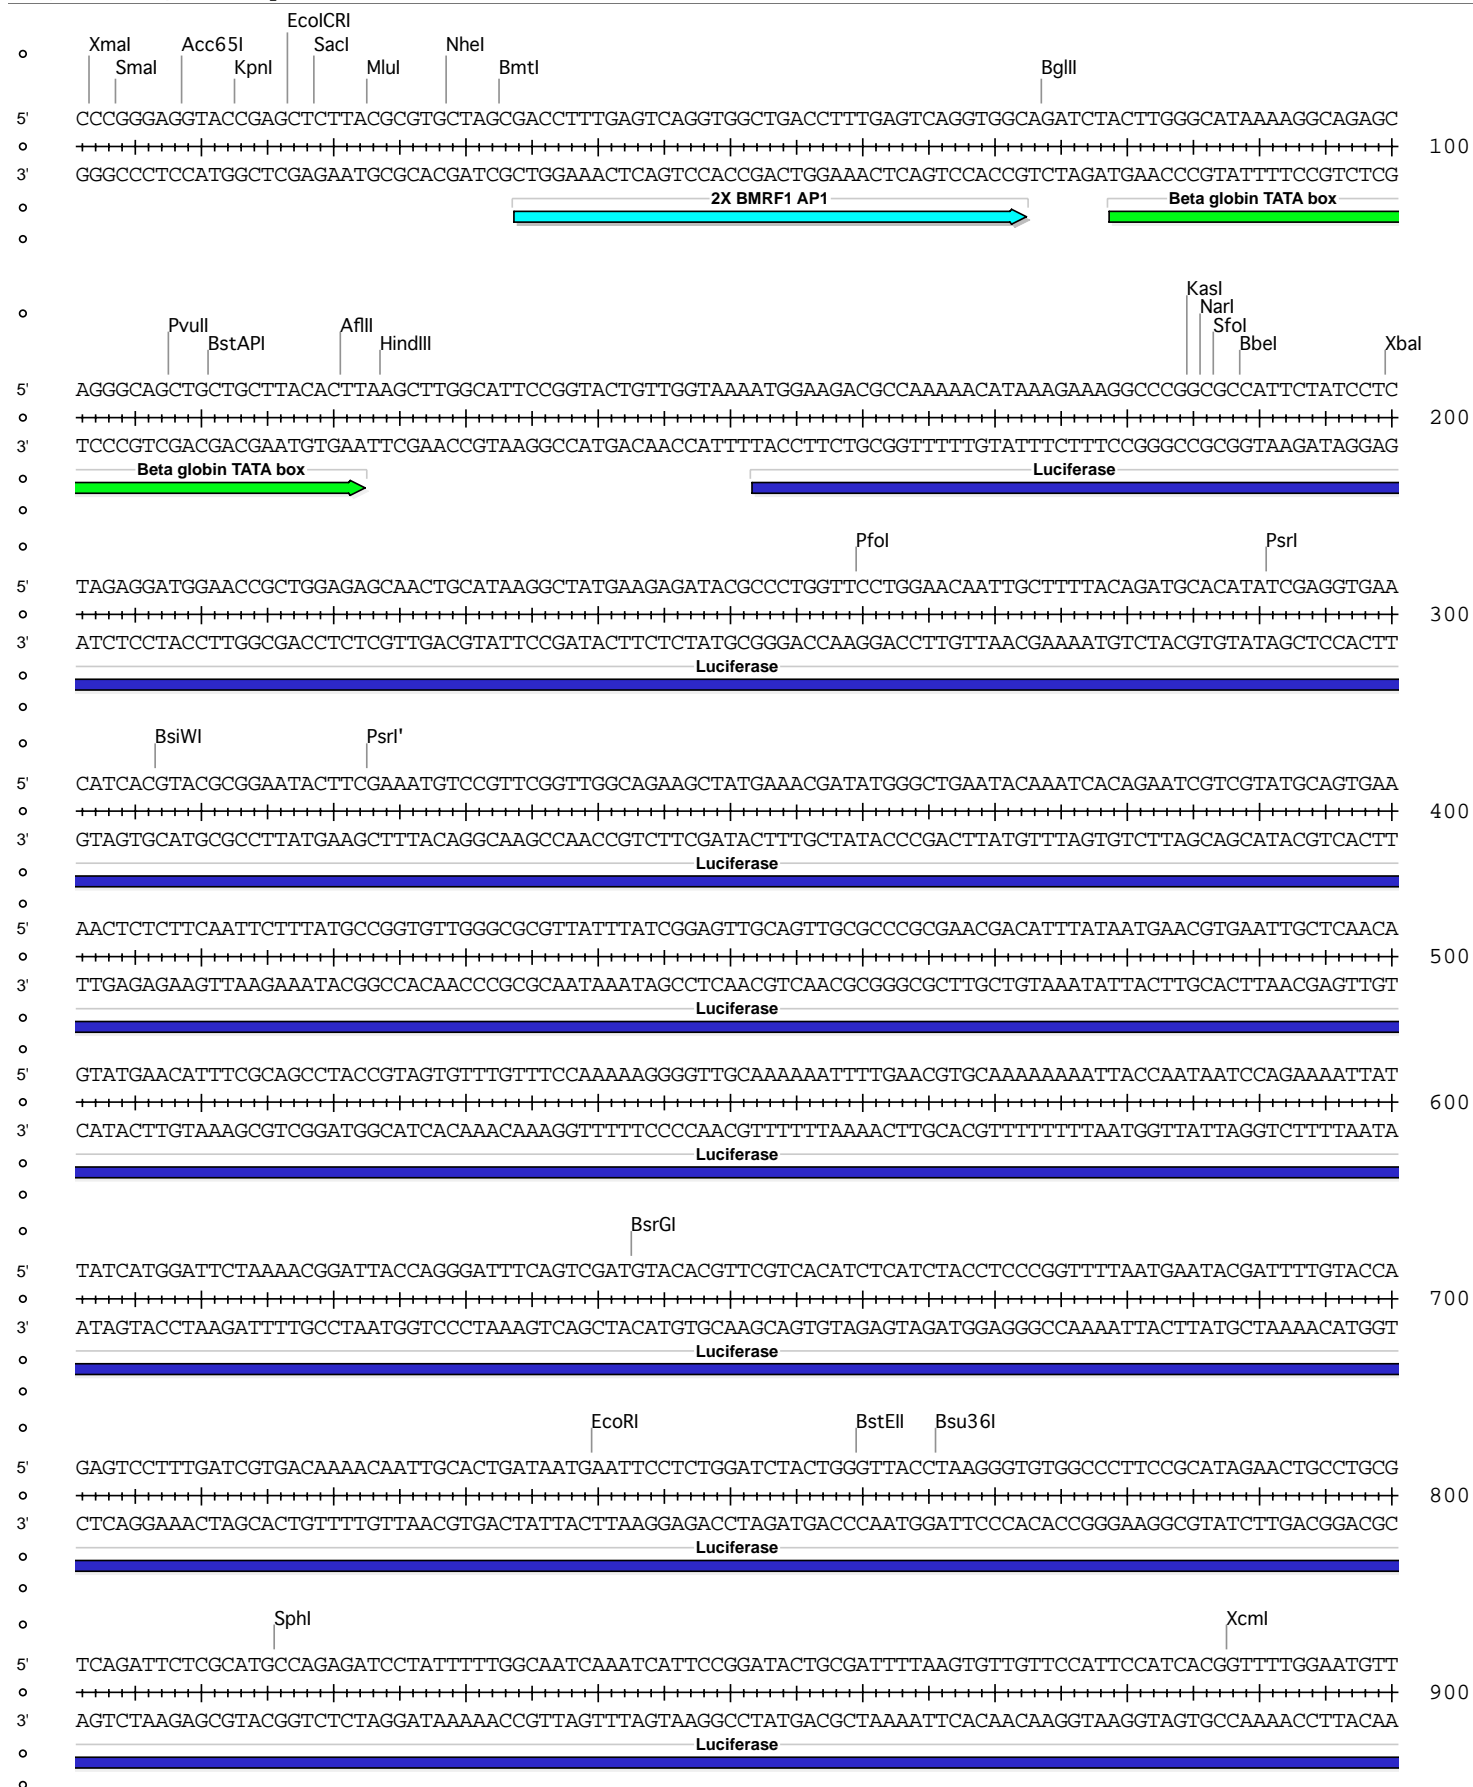 EcoICRI
XmaI Acc65I SacI NheI
SmaI KpnI MluI BmtI BglII
5' CCCGGGAGGTACCGAGCTCTTACGCGTGCTAGCGACCTTTGAGTCAGGTGGCTGACCTTTGAGTCAGGTGGCAGATCTACTTGGGCATAAAAGGCAGAGC
100
3' GGGCCCTCCATGGCTCGAGAATGCGCACGATCGCTGGAAACTCAGTCCACCGACTGGAAACTCAGTCCACCGTCTAGATGAACCCGTATTTTCCGTCTCG
2X BMRF1 AP1 Beta globin TATA box
KasI
NarI
PvuII AflII SfoI
BstAPI HindIII BbeI XbaI
5' AGGGCAGCTGCTGCTTACACTTAAGCTTGGCATTCCGGTACTGTTGGTAAAATGGAAGACGCCAAAAACATAAAGAAAGGCCCGGCGCCATTCTATCCTC
200
3' TCCCGTCGACGACGAATGTGAATTCGAACCGTAAGGCCATGACAACCATTTTACCTTCTGCGGTTTTTGTATTTCTTTCCGGGCCGCGGTAAGATAGGAG
Beta globin TATA box Luciferase
PfoI PsrI
5' TAGAGGATGGAACCGCTGGAGAGCAACTGCATAAGGCTATGAAGAGATACGCCCTGGTTCCTGGAACAATTGCTTTTACAGATGCACATATCGAGGTGAA
300
3' ATCTCCTACCTTGGCGACCTCTCGTTGACGTATTCCGATACTTCTCTATGCGGGACCAAGGACCTTGTTAACGAAAATGTCTACGTGTATAGCTCCACTT
Luciferase
BsiWI PsrI'
5' CATCACGTACGCGGAATACTTCGAAATGTCCGTTCGGTTGGCAGAAGCTATGAAACGATATGGGCTGAATACAAATCACAGAATCGTCGTATGCAGTGAA
400
3' GTAGTGCATGCGCCTTATGAAGCTTTACAGGCAAGCCAACCGTCTTCGATACTTTGCTATACCCGACTTATGTTTAGTGTCTTAGCAGCATACGTCACTT
Luciferase
5' AACTCTCTTCAATTCTTTATGCCGGTGTTGGGCGCGTTATTTATCGGAGTTGCAGTTGCGCCCGCGAACGACATTTATAATGAACGTGAATTGCTCAACA
500
3' TTGAGAGAAGTTAAGAAATACGGCCACAACCCGCGCAATAAATAGCCTCAACGTCAACGCGGGCGCTTGCTGTAAATATTACTTGCACTTAACGAGTTGT
Luciferase
5' GTATGAACATTTCGCAGCCTACCGTAGTGTTTGTTTCCAAAAAGGGGTTGCAAAAAATTTTGAACGTGCAAAAAAAATTACCAATAATCCAGAAAATTAT
600
3' CATACTTGTAAAGCGTCGGATGGCATCACAAACAAAGGTTTTTCCCCAACGTTTTTTAAAACTTGCACGTTTTTTTTAATGGTTATTAGGTCTTTTAATA
Luciferase
BsrGI
5' TATCATGGATTCTAAAACGGATTACCAGGGATTTCAGTCGATGTACACGTTCGTCACATCTCATCTACCTCCCGGTTTTAATGAATACGATTTTGTACCA
700
3' ATAGTACCTAAGATTTTGCCTAATGGTCCCTAAAGTCAGCTACATGTGCAAGCAGTGTAGAGTAGATGGAGGGCCAAAATTACTTATGCTAAAACATGGT
Luciferase
EcoRI BstEII Bsu36I
5' GAGTCCTTTGATCGTGACAAAACAATTGCACTGATAATGAATTCCTCTGGATCTACTGGGTTACCTAAGGGTGTGGCCCTTCCGCATAGAACTGCCTGCG
800
3' CTCAGGAAACTAGCACTGTTTTGTTAACGTGACTATTACTTAAGGAGACCTAGATGACCCAATGGATTCCCACACCGGGAAGGCGTATCTTGACGGACGC
Luciferase
SphI XcmI
5' TCAGATTCTCGCATGCCAGAGATCCTATTTTTGGCAATCAAATCATTCCGGATACTGCGATTTTAAGTGTTGTTCCATTCCATCACGGTTTTGGAATGTT
900
3' AGTCTAAGAGCGTACGGTCTCTAGGATAAAAACCGTTAGTTTAGTAAGGCCTATGACGCTAAAATTCACAACAAGGTAAGGTAGTGCCAAAACCTTACAA
Luciferase